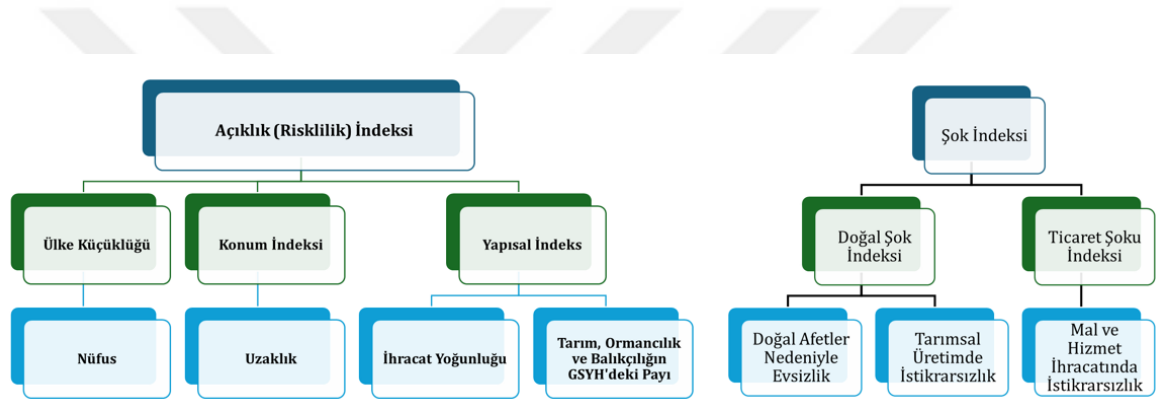 Açıklık (Risklilik) İndeksi
Şok İndeksi
Ülke Küçüklüğü
Konum İndeksi
Yapısal İndeks
Doğal Şok
İndeksi
Ticaret Şoku
İndeksi
Nüfus
Uzaklık
İhracat Yoğunluğu
Tarım, Ormancılık
ve Balıkçılığın
GSYH'deki Payı
Doğal Afetler
Nedeniyle
Evsizlik
Tarımsal
Üretimde
İstikrarsızlık
Mal ve
Hizmet
İhracatında
İstikrarsızlık